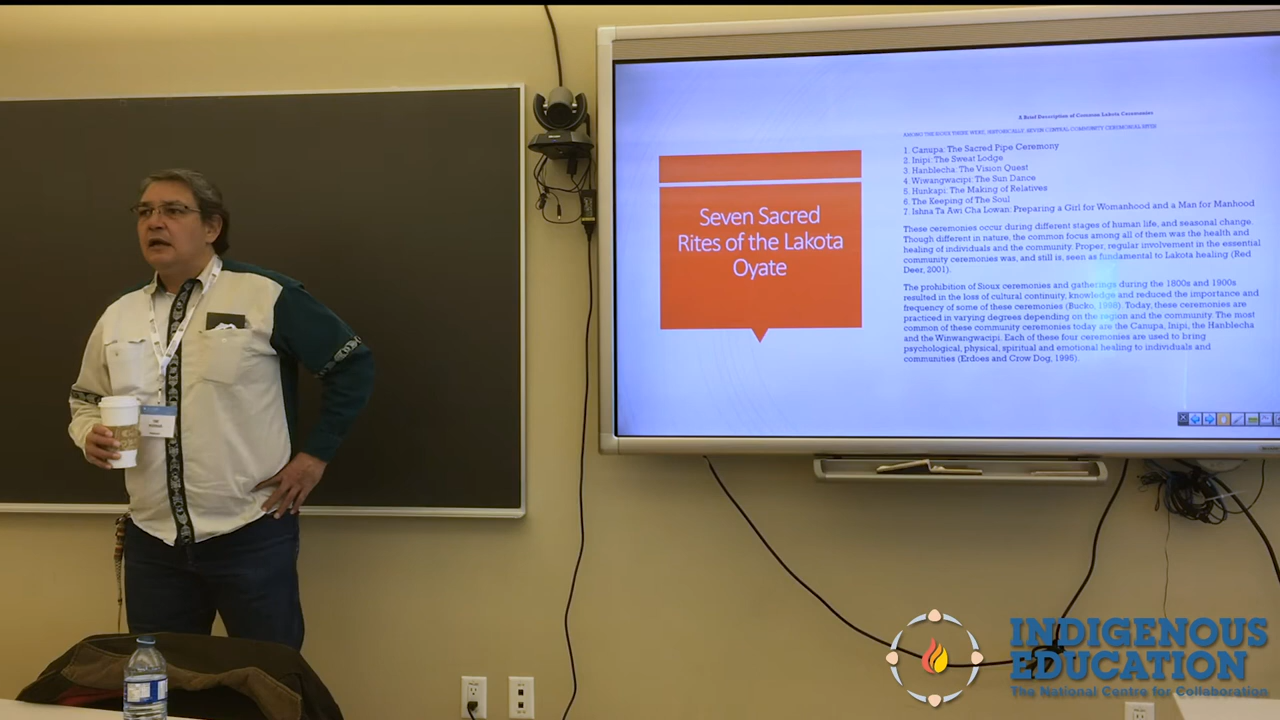 Seven Sacred
Rites of the Lakota
Oyate
A Brief Description of Common Lakota Ceremonies
AMONG THE SIOUX THERE WERE, HISTORICALLY, SEVEN CENTRAL COMMUNITY CEREMONIAL RITES
1. Canupa: The Sacred Pipe Ceremony
2. Inipi: The Sweat Lodge
3. Hanblecha: The Vision Quest
4. Wiwangwacipi: The Sun Dance
5. Hunkapi: The Making of Relatives
6. The Keeping of The Soul
7. Ishna Ta Awi Cha Lowan: Preparing a Girl for Womanhood and a Man for Manhood
These ceremonies occur during different stages of human life, and seasonal change.
Though different in nature, the common focus among all of them was the health and
healing of individuals and the community. Proper, regular involvement in the essential
community ceremonies was, and still is, seen as fundamental to Lakota healing (Red
Deer, 2001).
The prohibition of Sioux ceremonies and gatherings during the 1800s and 1900s
resulted in the loss of cultural continuity, knowledge and reduced the importance and
frequency of some of these ceremonies (Bucko, 1998). Today, these ceremonies are
practiced in varying degrees depending on the region and the community. The most
common of these community ceremonies today are the Canupa, Inipi, the Hanblecha
and the Winwangwacipi. Each of these four ceremonies are used to bring
psychological, physical, spiritual and emotional healing to individuals and
communities (Erdoes and Crow Dog, 1996).
INDIGENOUS
EDUCATION
The National Centre for Collaboration